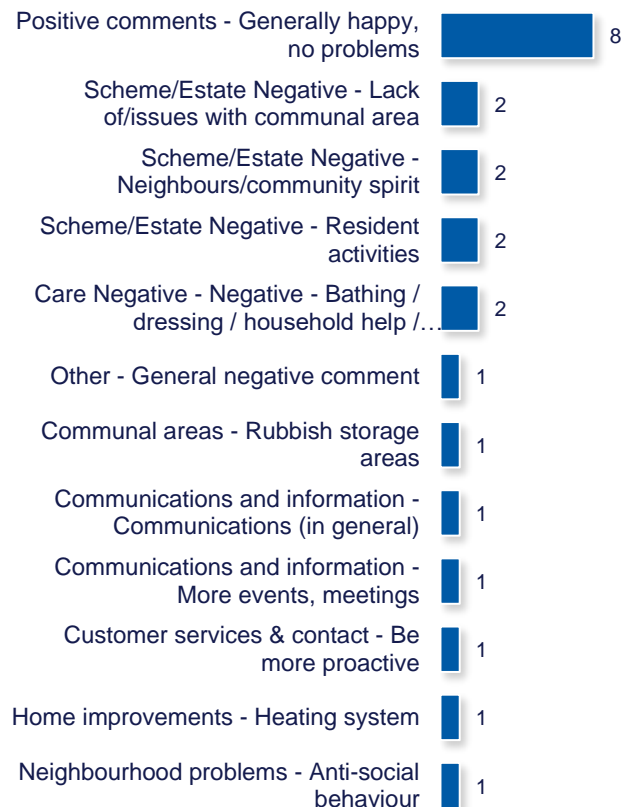 Positive comments - Generally happy,
no problems
8
Scheme/Estate Negative - Lack
of/issues with communal area
2
Scheme/Estate Negative -
Neighbours/community spirit
2
Scheme/Estate Negative - Resident
activities
2
Care Negative - Negative - Bathing /
dressing / household help /…
2
Other - General negative comment
1
Communal areas - Rubbish storage
areas
1
Communications and information -
Communications (in general)
1
Communications and information -
More events, meetings
1
Customer services & contact - Be
more proactive
1
Home improvements - Heating system
1
Neighbourhood problems - Anti-social
behaviour
1